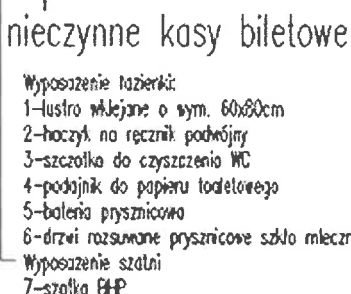 nieczynne kasy biletowe
Wyposażenie łazienki:
1-lustro wklejane o wym. 60x80cm
2-haczyk na ręcznik podwójny
3-szczotka do czyszczenia WC
4-podajnik do papieru toaletowego
5-bateria prysznicowa
6-drzwi rozsuwane prysznicowe szkło mleczn
Wyposażenie szatni
7-szafka BHP